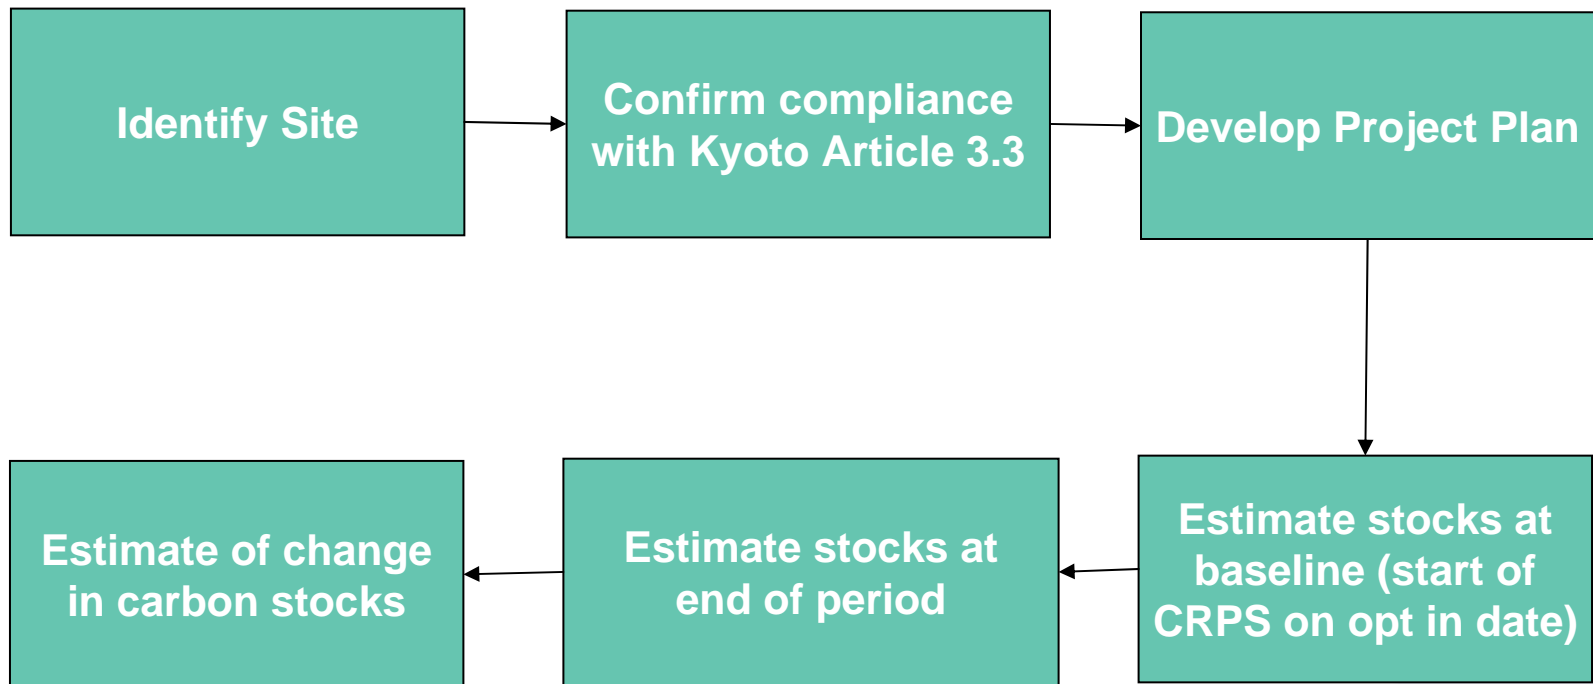 Identify Site
Confirm compliance
with Kyoto Article 3.3
Develop Project Plan
Estimate stocks at
baseline (start of
CRPS on opt in date)
Estimate stocks at
end of period
Estimate of change
in carbon stocks